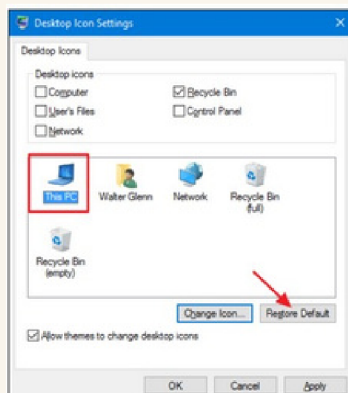 Desktop Icon Settings
Desktop Icons
Desktop icons
Computer
Recycle Bin
User's Files
Control Panel
Network
This PC
Walter Glenn
Network
Recycle Bin
(full)
Recycle Bin
(empty)
Change Icon...
Restore Default
Allow themes to change desktop icons
OK
Cancel
Apply